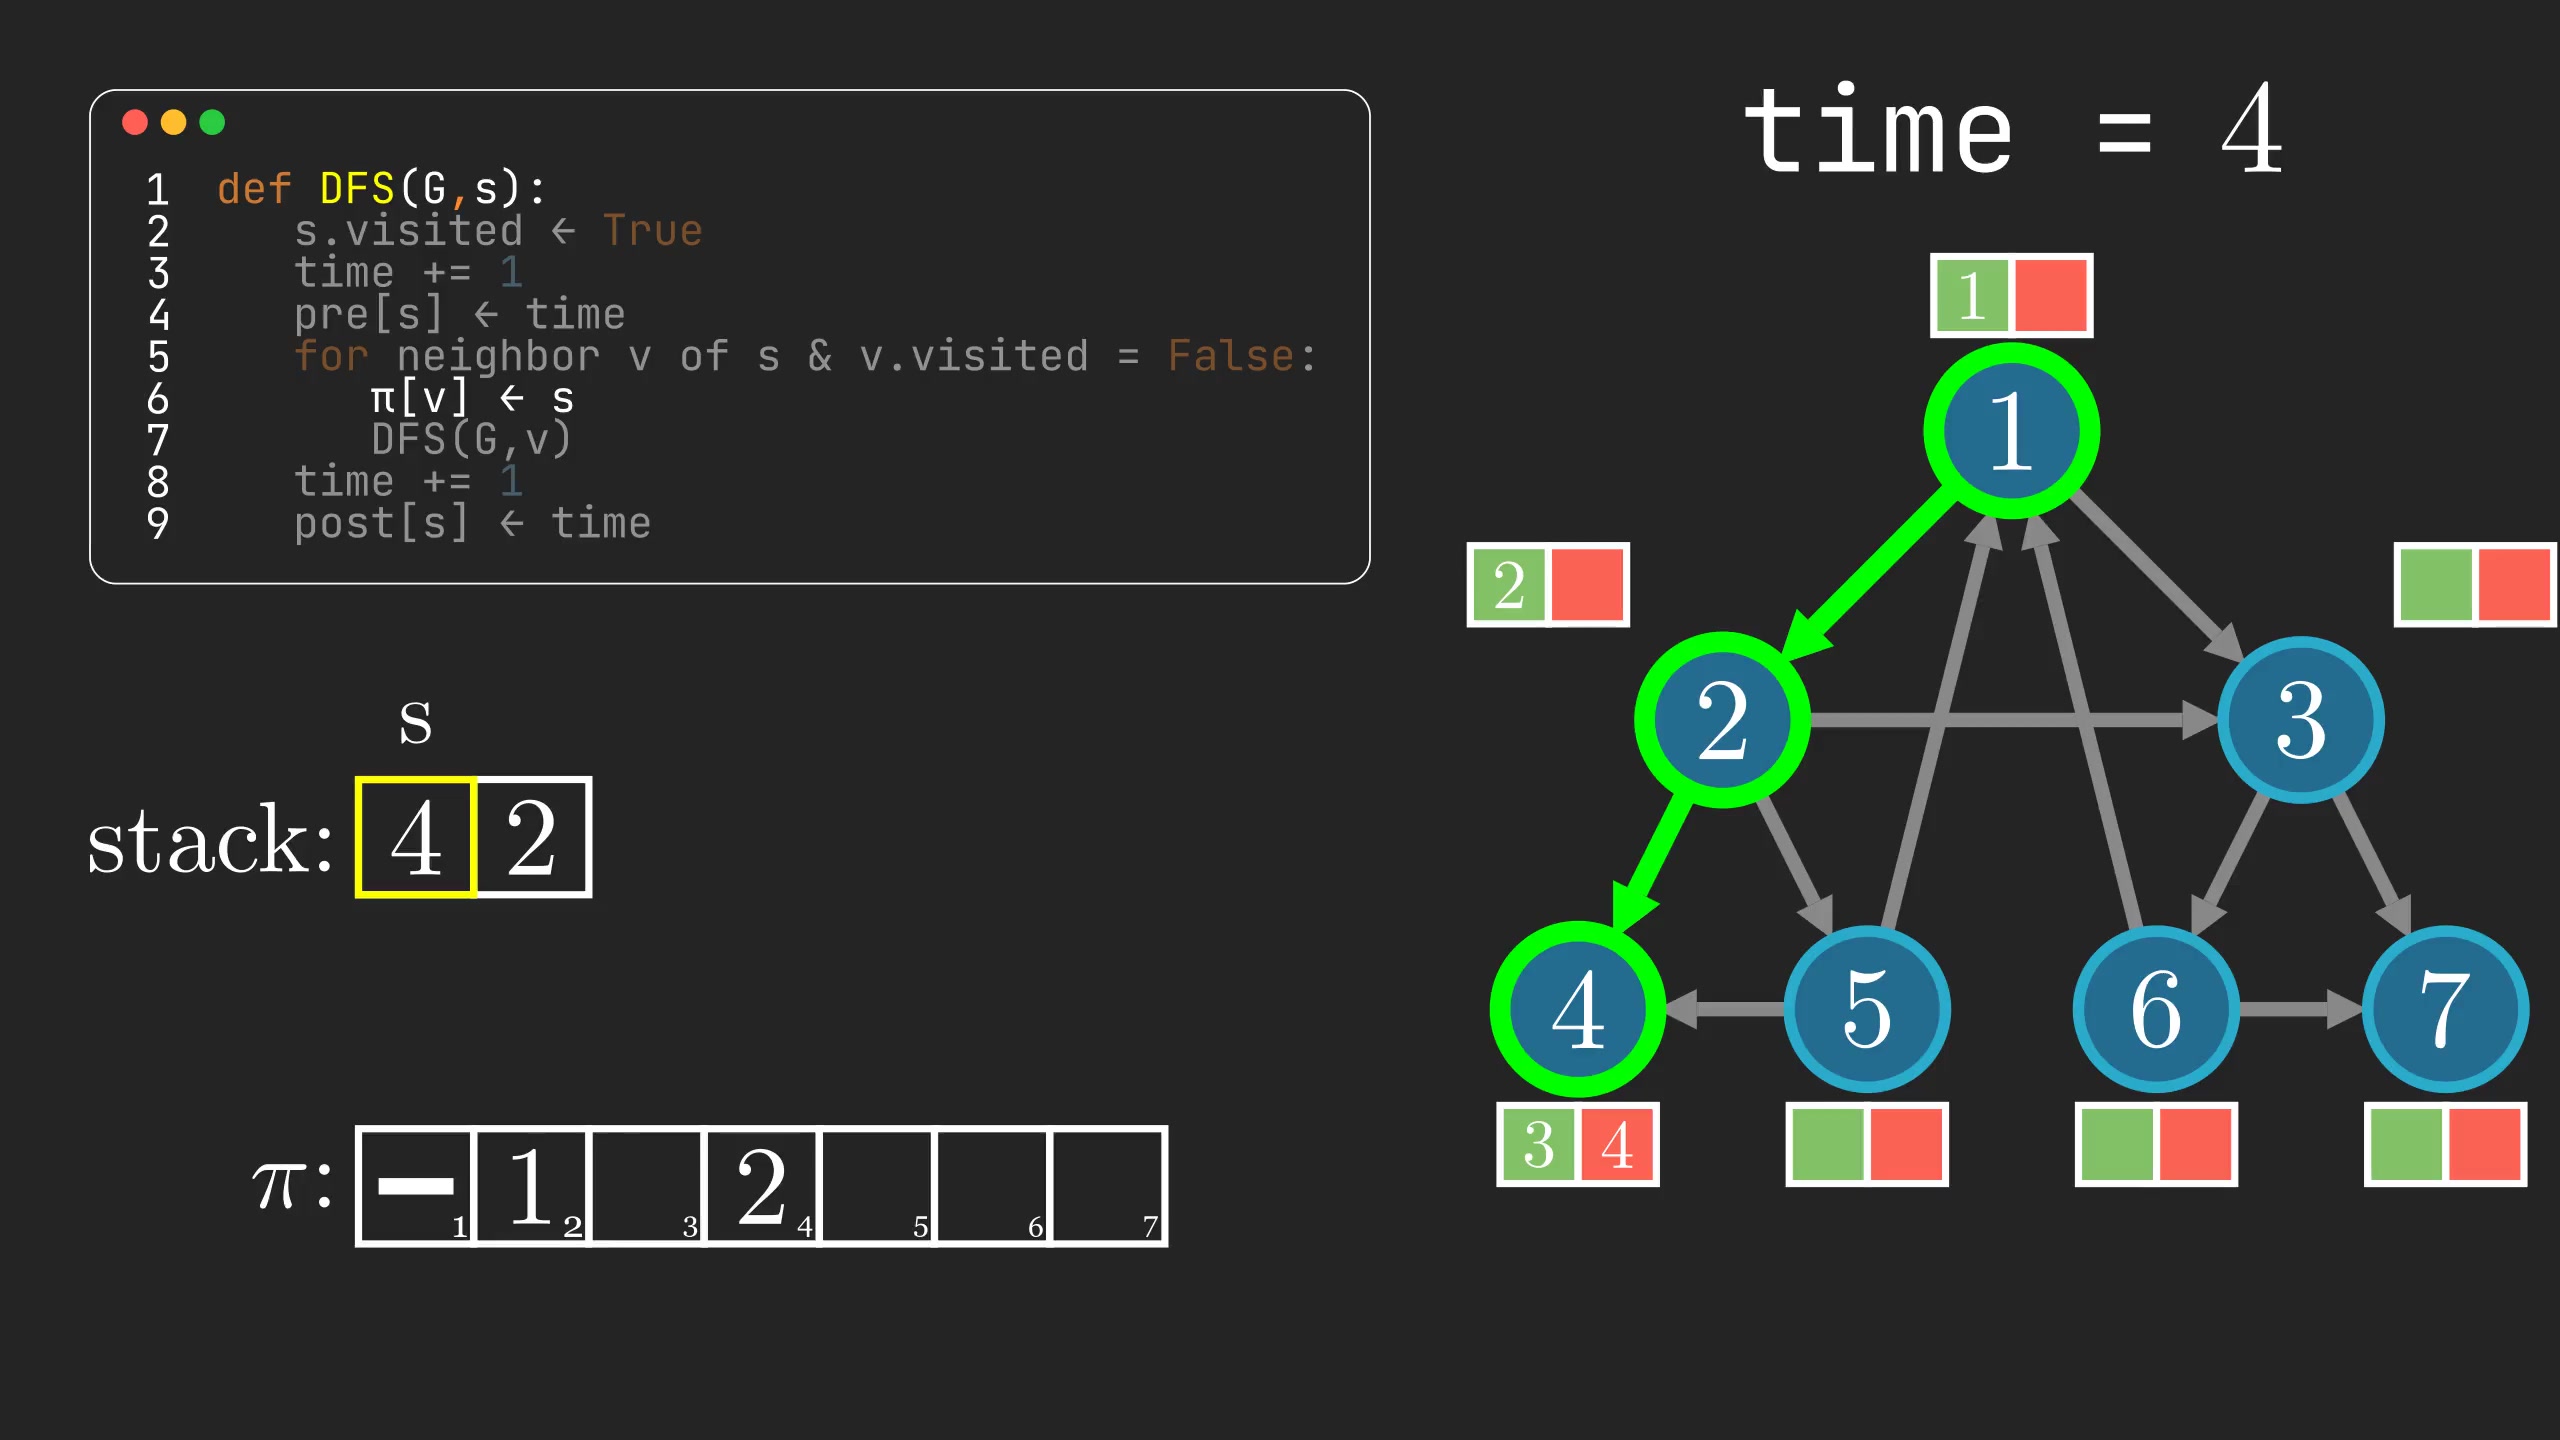 1 def DFS(G,s):
2 s.visited ← True
3 time += 1
4 pre[s] ← time
5 for neighbor v of s & v.visited = False:
6 π[v] ← s
7 DFS(G,v)
8 time += 1
9 post[s] ← time
s
stack: 4 2
π: – 1 2
1 2 3 4 5 6 7
time = 4
1
1
2
2 3
4 5 6 7
3 4